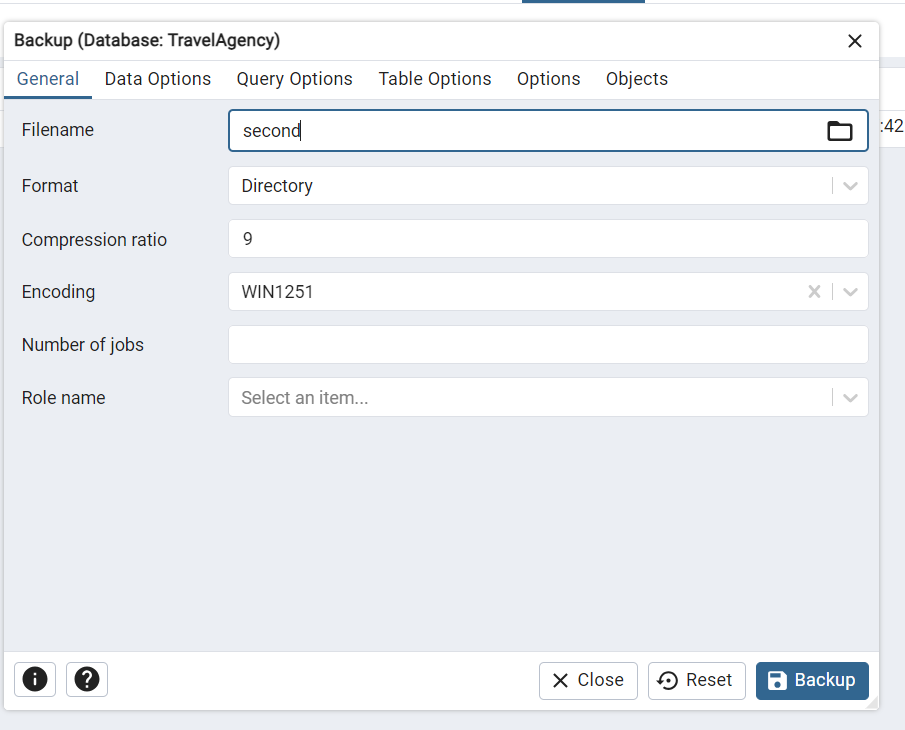 Backup (Database: TravelAgency)
General Data Options Query Options Table Options Options Objects
Filename second
:42
Format Directory
Compression ratio 9
Encoding WIN1251
Number of jobs
Role name Select an item...
Close Reset Backup